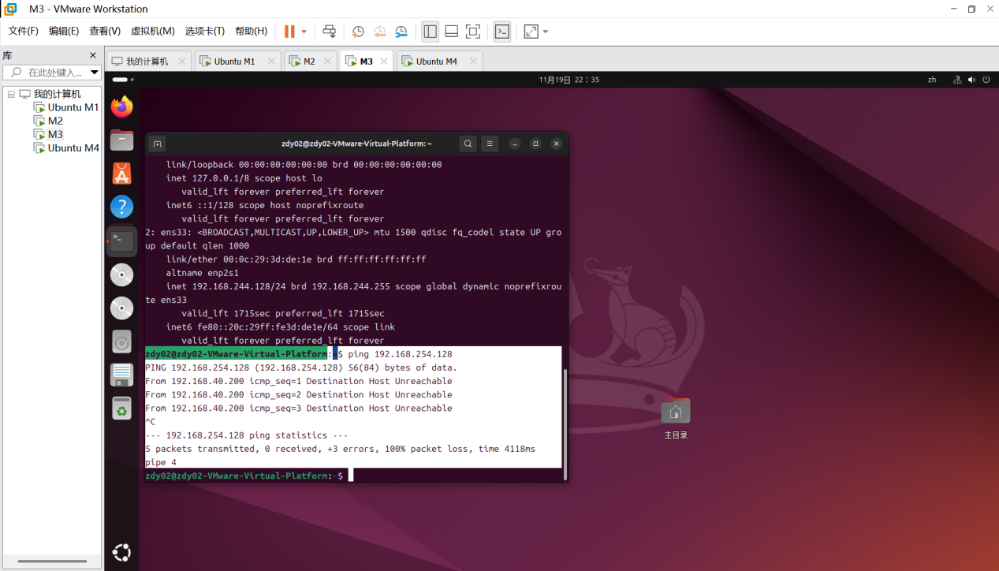 M3 - VMware Workstation
文件(F) 编辑(E) 查看(V) 虚拟机(M) 选项卡(T) 帮助(H)
库
在此处键入...
我的计算机
Ubuntu M1
M2
M3
Ubuntu M4
我的计算机 Ubuntu M1 M2 M3 Ubuntu M4
11月19日 22：35 zh
zdy02@zdy02-VMware-Virtual-Platform: ~
link/loopback 00:00:00:00:00:00 brd 00:00:00:00:00:00
inet 127.0.0.1/8 scope host lo
valid_lft forever preferred_lft forever
inet6 ::1/128 scope host noprefixroute
valid_lft forever preferred_lft forever
2: ens33: <BROADCAST,MULTICAST,UP,LOWER_UP> mtu 1500 qdisc fq_codel state UP gro
up default qlen 1000
link/ether 00:0c:29:3d:de:1e brd ff:ff:ff:ff:ff:ff
altname enp2s1
inet 192.168.244.128/24 brd 192.168.244.255 scope global dynamic noprefixrou
te ens33
valid_lft 1715sec preferred_lft 1715sec
inet6 fe80::20c:29ff:fe3d:de1e/64 scope link
valid_lft forever preferred_lft forever
zdy02@zdy02-VMware-Virtual-Platform:~$ ping 192.168.254.128
PING 192.168.254.128 (192.168.254.128) 56(84) bytes of data.
From 192.168.40.200 icmp_seq=1 Destination Host Unreachable
From 192.168.40.200 icmp_seq=2 Destination Host Unreachable
From 192.168.40.200 icmp_seq=3 Destination Host Unreachable
^C
--- 192.168.254.128 ping statistics ---
5 packets transmitted, 0 received, +3 errors, 100% packet loss, time 4118ms
pipe 4
zdy02@zdy02-VMware-Virtual-Platform:~$
主目录